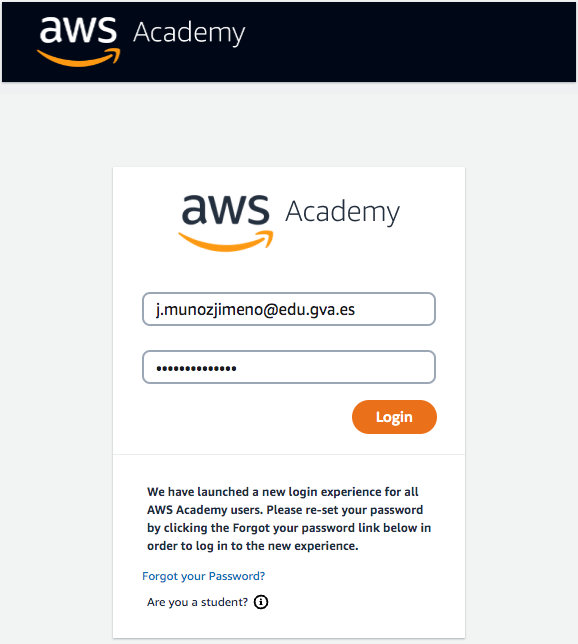 aws Academy
aws Academy
j.munozjimeno@edu.gva.es
••••••••••••••
Login
We have launched a new login experience for all
AWS Academy users. Please re-set your password
by clicking the Forgot your password link below in
order to log in to the new experience.
Forgot your Password?
Are you a student?